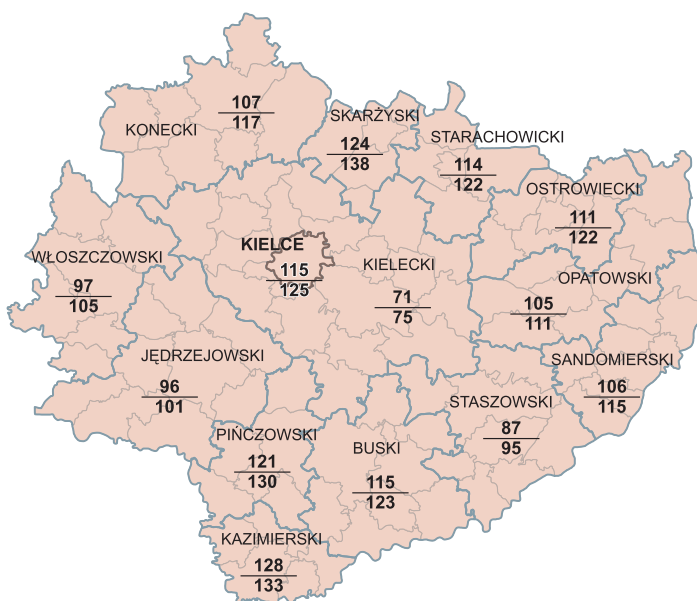 107
117
KONECKI
SKARŻYSKI
124
138
STARACHOWICKI
114
122
OSTROWIECKI
111
122
KIELCE
115
125
KIELECKI
71
75
WŁOSZCZOWSKI
97
105
OPATOWSKI
105
111
JĘDRZEJOWSKI
96
101
SANDOMIERSKI
106
115
STASZOWSKI
87
95
PIŃCZOWSKI
121
130
BUSKI
115
123
KAZIMIERSKI
128
133